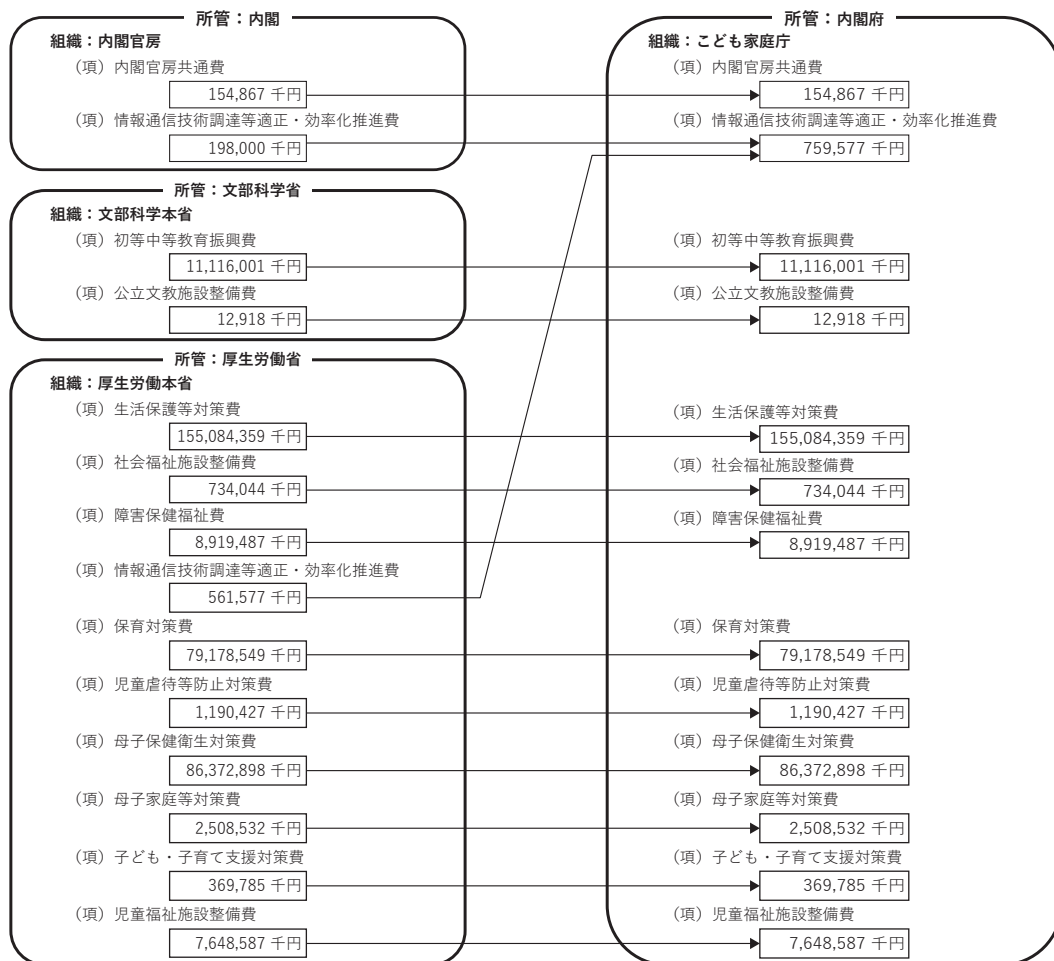 所管：内閣
組織：内閣官房
（項）内閣官房共通費
154,867 千円
（項）情報通信技術調達等適正・効率化推進費
198,000 千円
所管：文部科学省
組織：文部科学本省
（項）初等中等教育振興費
11,116,001 千円
（項）公立文教施設整備費
12,918 千円
所管：厚生労働省
組織：厚生労働本省
（項）生活保護等対策費
155,084,359 千円
（項）社会福祉施設整備費
734,044 千円
（項）障害保健福祉費
8,919,487 千円
（項）情報通信技術調達等適正・効率化推進費
561,577 千円
（項）保育対策費
79,178,549 千円
（項）児童虐待等防止対策費
1,190,427 千円
（項）母子保健衛生対策費
86,372,898 千円
（項）母子家庭等対策費
2,508,532 千円
（項）子ども・子育て支援対策費
369,785 千円
（項）児童福祉施設整備費
7,648,587 千円
所管：内閣府
組織：こども家庭庁
（項）内閣官房共通費
154,867 千円
（項）情報通信技術調達等適正・効率化推進費
759,577 千円
（項）初等中等教育振興費
11,116,001 千円
（項）公立文教施設整備費
12,918 千円
（項）生活保護等対策費
155,084,359 千円
（項）社会福祉施設整備費
734,044 千円
（項）障害保健福祉費
8,919,487 千円
（項）保育対策費
79,178,549 千円
（項）児童虐待等防止対策費
1,190,427 千円
（項）母子保健衛生対策費
86,372,898 千円
（項）母子家庭等対策費
2,508,532 千円
（項）子ども・子育て支援対策費
369,785 千円
（項）児童福祉施設整備費
7,648,587 千円